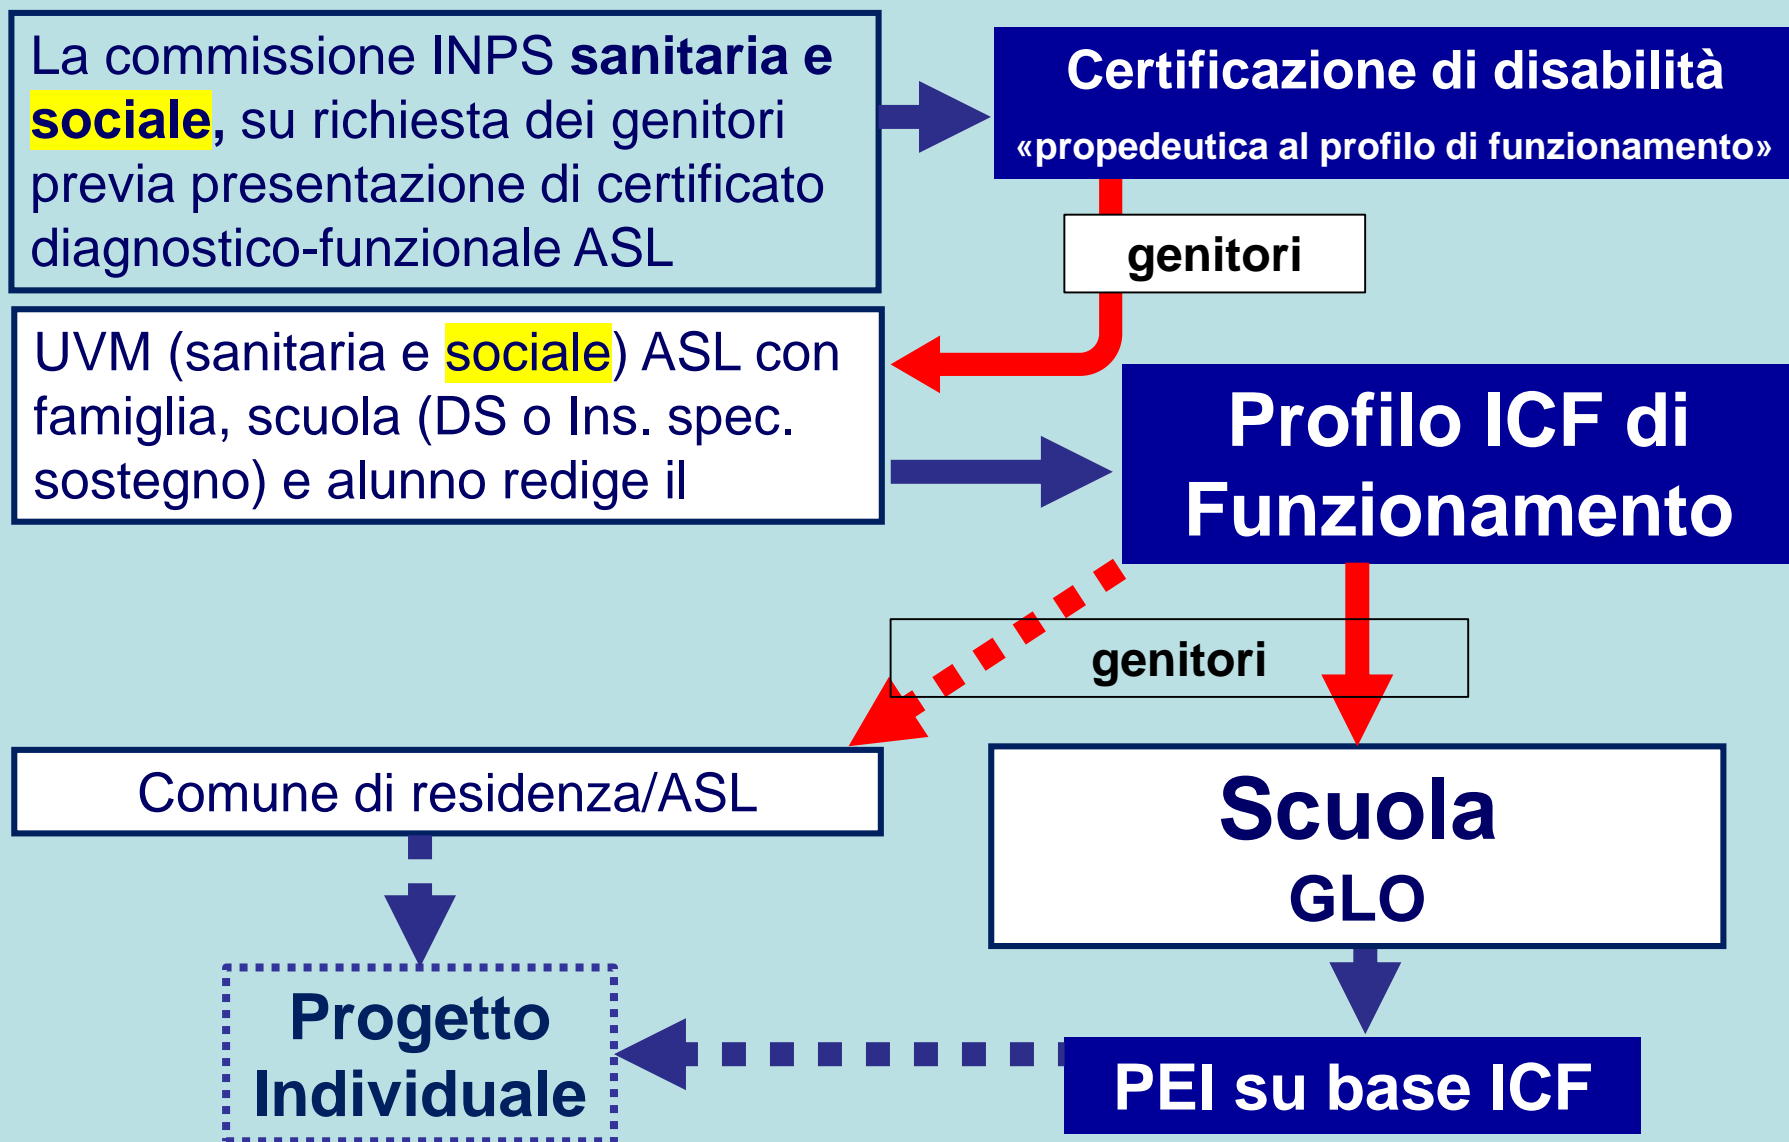 La commissione INPS sanitaria e
sociale, su richiesta dei genitori
previa presentazione di certificato
diagnostico-funzionale ASL
Certificazione di disabilità
«propedeutica al profilo di funzionamento»
genitori
UVM (sanitaria e sociale) ASL con
famiglia, scuola (DS o Ins. spec.
sostegno) e alunno redige il
Profilo ICF di
Funzionamento
genitori
Comune di residenza/ASL
Scuola
GLO
Progetto
Individuale
PEI su base ICF